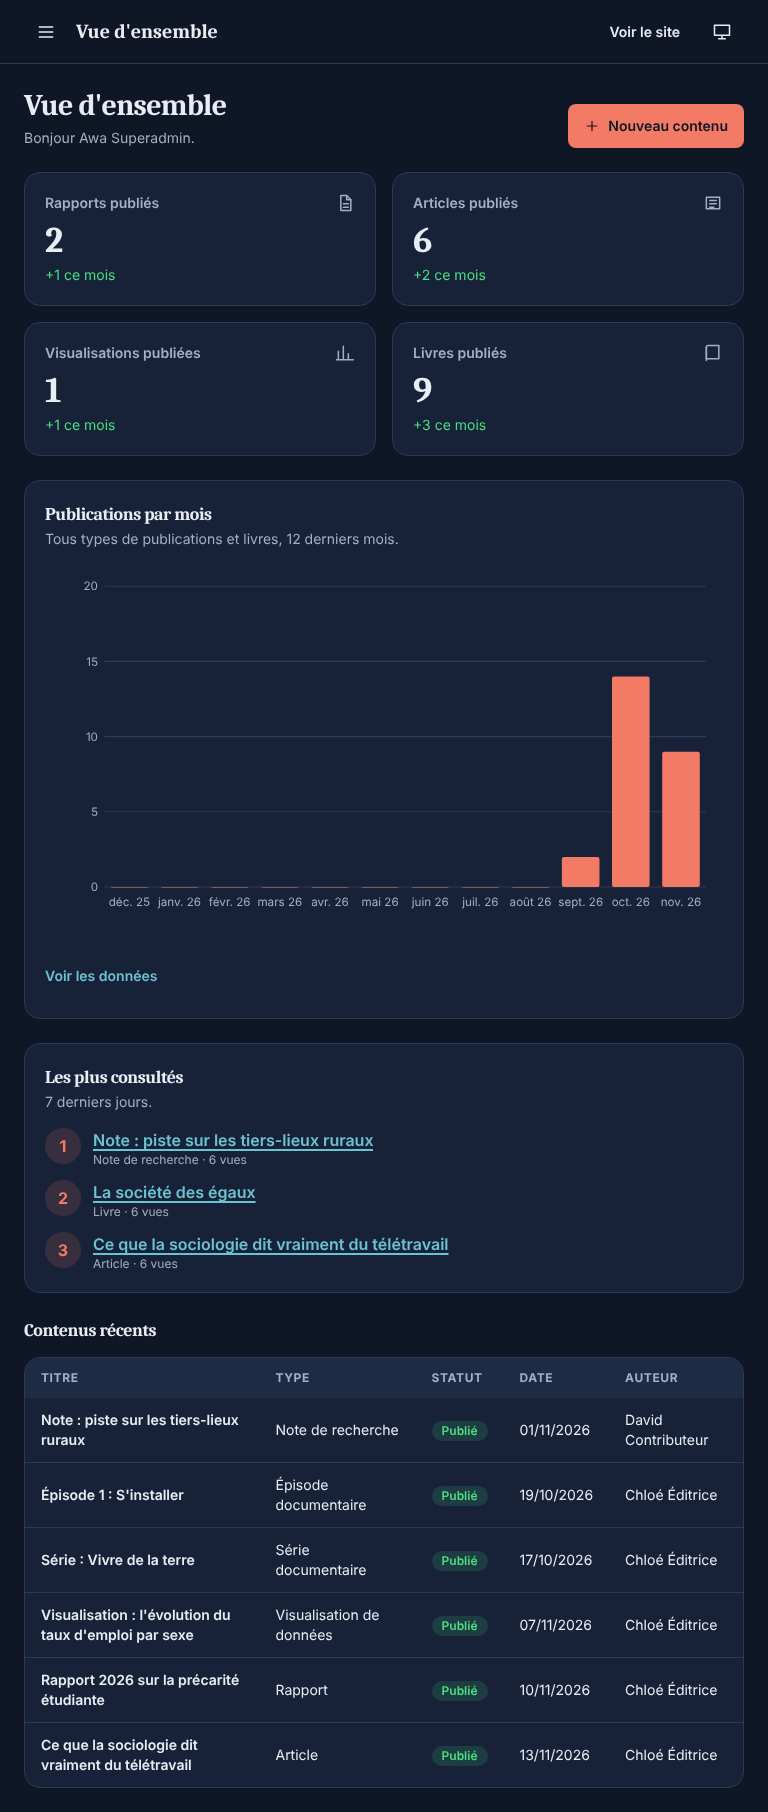 Vue d'ensemble
Voir le site
Vue d'ensemble
Bonjour Awa Superadmin.
Nouveau contenu
Rapports publiés
2
+1 ce mois
Articles publiés
6
+2 ce mois
Visualisations publiées
1
+1 ce mois
Livres publiés
9
+3 ce mois
Publications par mois
Tous types de publications et livres, 12 derniers mois.
20
15
10
5
0
déc. 25 janv. 26 févr. 26 mars 26 avr. 26 mai 26 juin 26 juil. 26 août 26 sept. 26 oct. 26 nov. 26
Voir les données
Les plus consultés
7 derniers jours.
1 Note : piste sur les tiers-lieux ruraux
Note de recherche · 6 vues
2 La société des égaux
Livre · 6 vues
3 Ce que la sociologie dit vraiment du télétravail
Article · 6 vues
Contenus récents
TITRE TYPE STATUT DATE AUTEUR
Note : piste sur les tiers-lieux
ruraux
Note de recherche
Publié
01/11/2026
David
Contributeur
Épisode 1 : S'installer
Épisode
documentaire
Publié
19/10/2026
Chloé Éditrice
Série : Vivre de la terre
Série
documentaire
Publié
17/10/2026
Chloé Éditrice
Visualisation : l'évolution du
taux d'emploi par sexe
Visualisation de
données
Publié
07/11/2026
Chloé Éditrice
Rapport 2026 sur la précarité
étudiante
Rapport
Publié
10/11/2026
Chloé Éditrice
Ce que la sociologie dit
vraiment du télétravail
Article
Publié
13/11/2026
Chloé Éditrice